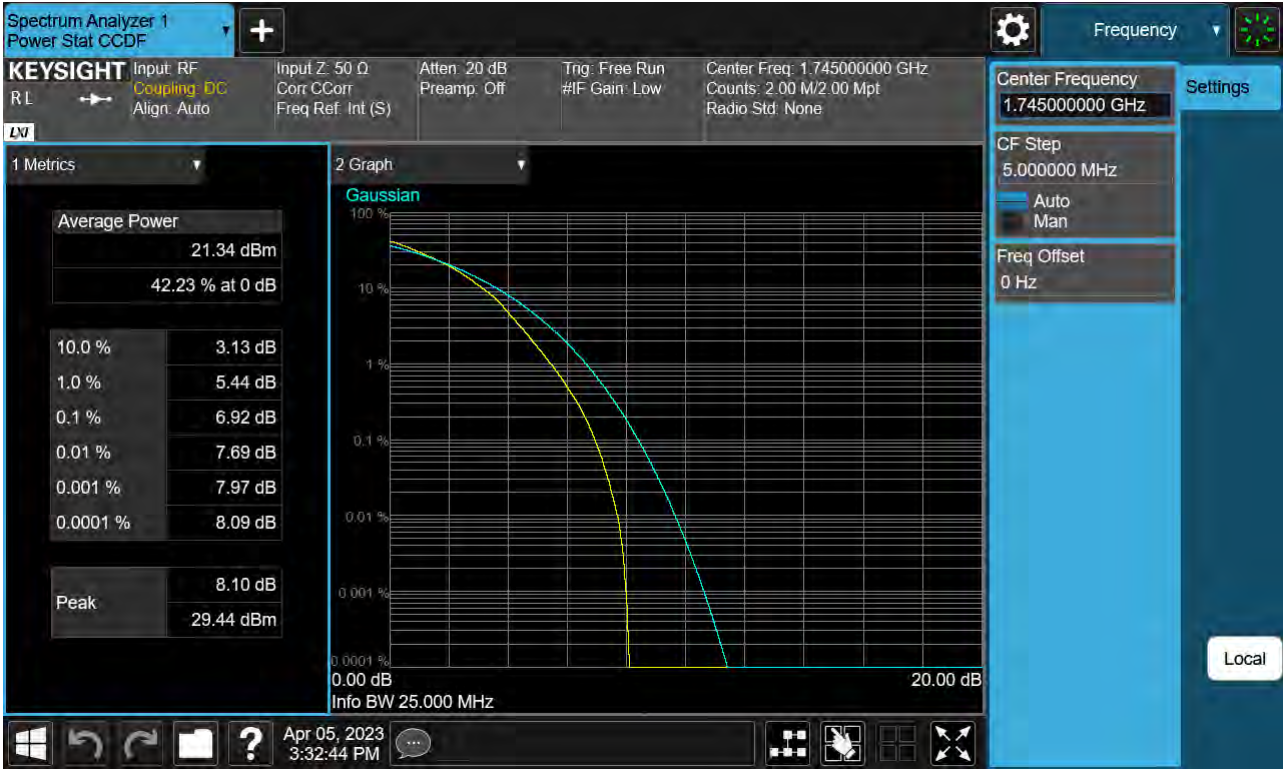 Spectrum Analyzer 1
Power Stat CCDF
+
Frequency
KEYSIGHT
R L
LXI
Input: RF
Coupling: DC
Align: Auto
Input Z: 50 Ω
Corr CCorr
Freq Ref: Int (S)
Atten: 20 dB
Preamp: Off
Trig: Free Run
#IF Gain: Low
Center Freq: 1.745000000 GHz
Counts: 2.00 M/2.00 Mpt
Radio Std: None
1 Metrics
Average Power
21.34 dBm
42.23 % at 0 dB
10.0 % 3.13 dB
1.0 % 5.44 dB
0.1 % 6.92 dB
0.01 % 7.69 dB
0.001 % 7.97 dB
0.0001 % 8.09 dB
Peak
8.10 dB
29.44 dBm
2 Graph
Gaussian
100 %
10 %
1 %
0.1 %
0.01 %
0.001 %
0.0001 %
0.00 dB 20.00 dB
Info BW 25.000 MHz
Center Frequency
1.745000000 GHz
CF Step
5.000000 MHz
Auto
Man
Freq Offset
0 Hz
Settings
Local
?
Apr 05, 2023
3:32:44 PM